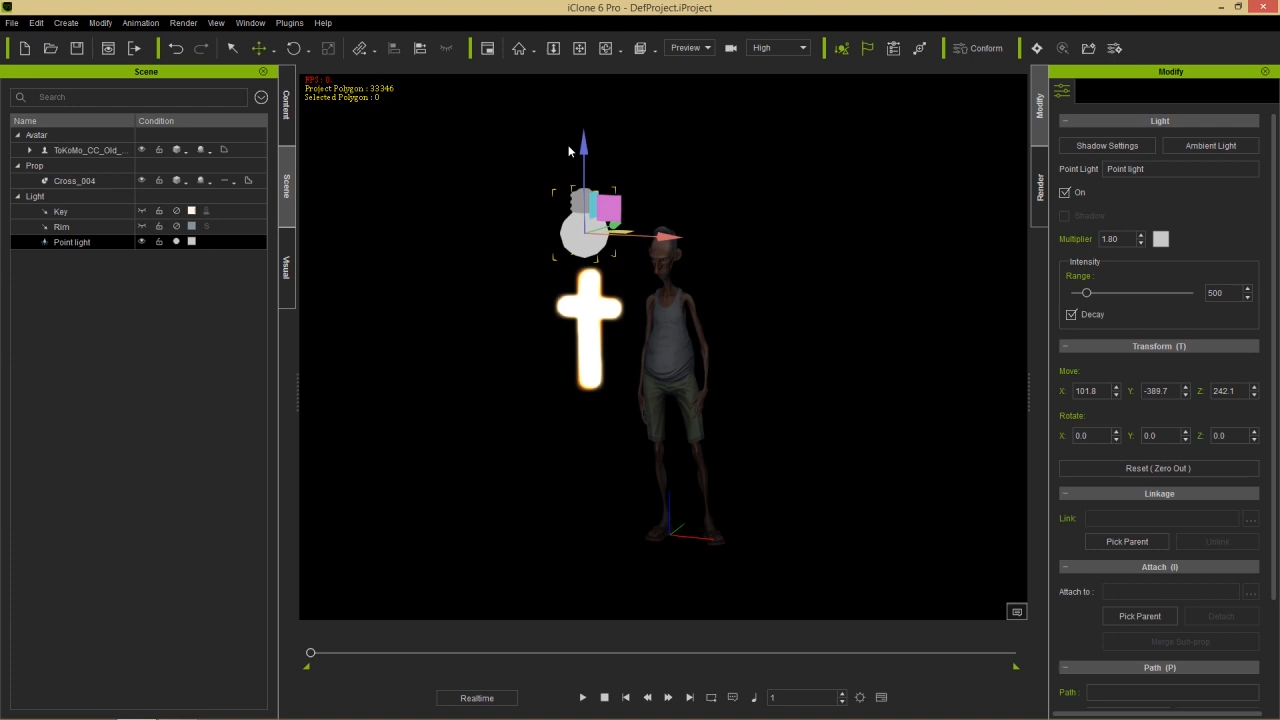 iClone 6 Pro - DefProject.iProject
File Edit Create Modify Animation Render View Window Plugins Help
Preview High Conform
Scene
Search
Name Condition
Avatar
ToKoMo_CC_Old_...
Prop
Cross_004
Light
Key
Rim
Point light
Content
Scene
Visual
Project Polygon : 33346
Selected Polygon : 0
Realtime
1
Modify
Render
Modify
Light
Shadow Settings Ambient Light
Point Light Point light
On
Shadow
Multiplier 1.80
Intensity
Range :
500
Decay
Transform (T)
Move:
X: 101.8 Y: -389.7 Z: 242.1
Rotate:
X: 0.0 Y: 0.0 Z: 0.0
Reset ( Zero Out )
Linkage
Link: ...
Pick Parent Unlink
Attach (I)
Attach to : ...
Pick Parent Detach
Merge Sub-prop
Path (P)
Path :